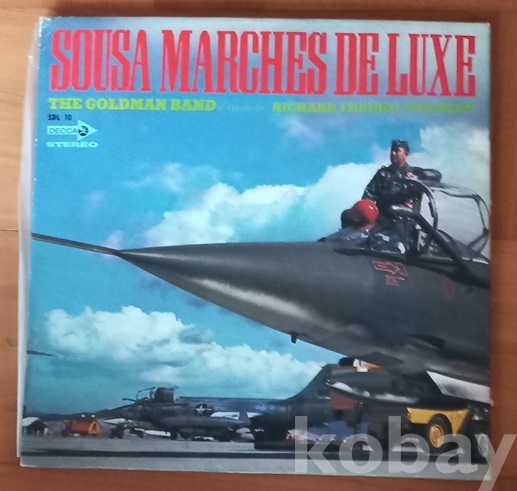 SOUSA MARCHES DE LUXE
THE GOLDMAN BAND RICHARD FRANKO GOLDMAN
SDL 10
DECCA
STEREO
kobay